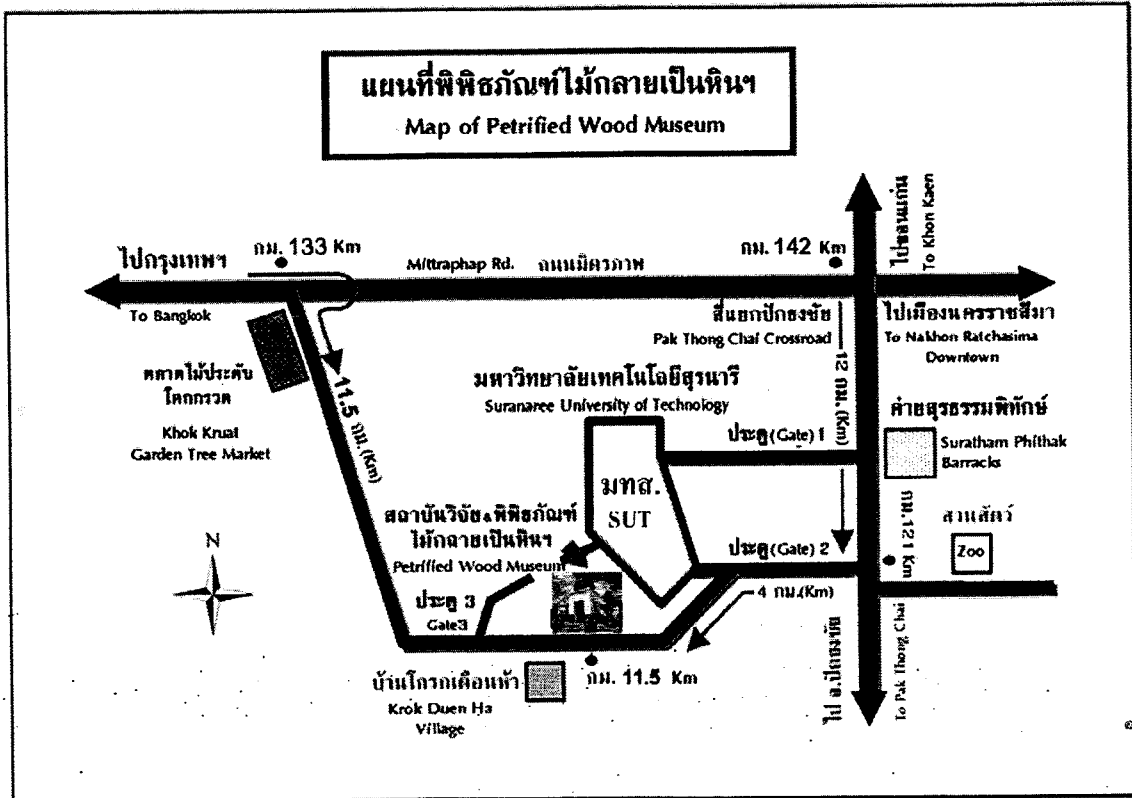 แผนที่พิพิธภัณฑ์ไม้กลายเป็นหินฯ
Map of Petrified Wood Museum
ไปขอนแก่น
To Khon Kaen
ไปกรุงเทพฯ
กม. 133 Km
Mittraphap Rd. ถนนมิตรภาพ
กม. 142 Km
To Bangkok
สี่แยกปักธงชัย
Pak Thong Chai Crossroad
ไปเมืองนครราชสีมา
To Nakhon Ratchasima
Downtown
ตลาดไม้ประดับ
โคกกรวด
Khok Kruat
Garden Tree Market
11.5 กม.(Km)
มหาวิทยาลัยเทคโนโลยีสุรนารี
Suranaree University of Technology
12 กม.(Km)
ค่ายสุรธรรมพิทักษ์
Suratham Phithak
Barracks
ประตู(Gate) 1
มทส.
SUT
สถาบันวิจัย&พิพิธภัณฑ์
ไม้กลายเป็นหินฯ
Petrified Wood Museum
ประตู(Gate) 2
กม.121 Km
สวนสัตว์
Zoo
N
ประตู 3
Gate3
4 กม.(Km)
บ้านโกรกเดือนห้า
Krok Duen Ha
Village
กม. 11.5 Km
ไป อ.ปักธงชัย
To Pak Thong Chai